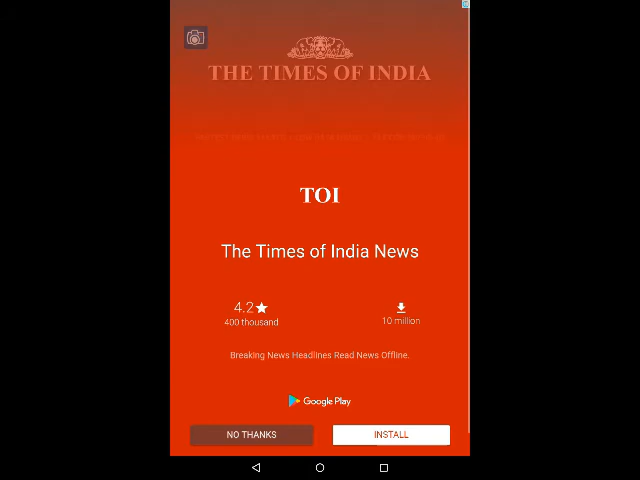 THE TIMES OF INDIA
TOI
The Times of India News
4.2★
400 thousand
10 million
Breaking News Headlines Read News Offline.
Google Play
NO THANKS
INSTALL